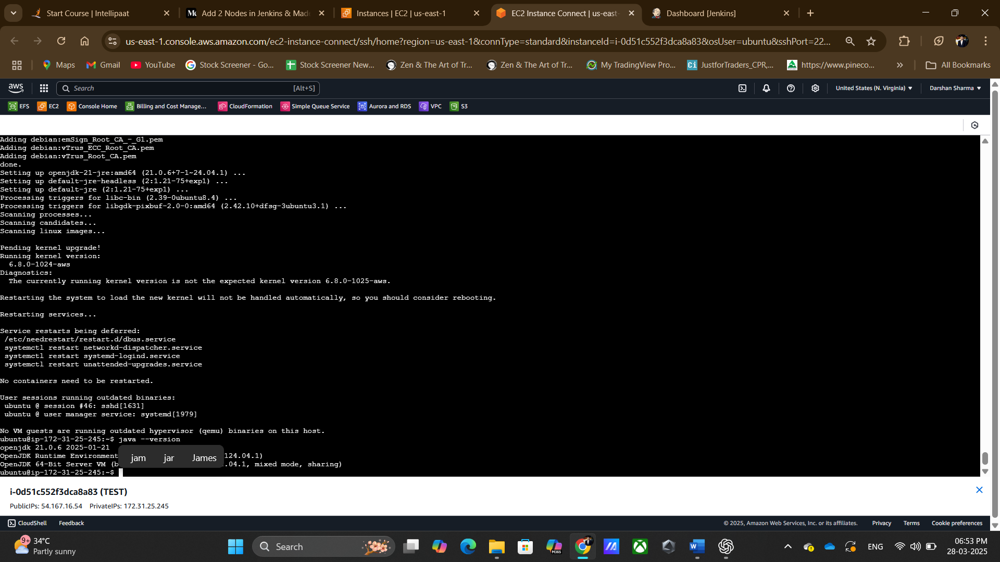 Start Course | Intellipaat
Add 2 Nodes in Jenkins & Made
Instances | EC2 | us-east-1
EC2 Instance Connect | us-east-
Dashboard [Jenkins]
us-east-1.console.aws.amazon.com/ec2-instance-connect/ssh/home?region=us-east-1&connType=standard&instanceId=i-0d51c552f3dca8a83&osUser=ubuntu&sshPort=22...
Maps
Gmail
YouTube
Stock Screener - Go...
Stock Screener New...
Zen & The Art of Tr...
Zen & The Art of Tr...
My TradingView Pro...
Ci JustforTraders_CPR,...
https://www.pineco...
All Bookmarks
aws
Search
[Alt+S]
United States (N. Virginia)
Darshan Sharma
EFS
EC2
Console Home
Billing and Cost Manage...
CloudFormation
Simple Queue Service
Aurora and RDS
VPC
S3
Adding debian:emSign_Root_CA_-_G1.pem
Adding debian:vTrus_ECC_Root_CA.pem
Adding debian:vTrus_Root_CA.pem
done.
Setting up openjdk-21-jre:amd64 (21.0.6+7-1~24.04.1) ...
Setting up default-jre-headless (2:1.21-75+exp1) ...
Setting up default-jre (2:1.21-75+exp1) ...
Processing triggers for libc-bin (2.39-0ubuntu8.4) ...
Processing triggers for libgdk-pixbuf-2.0-0:amd64 (2.42.10+dfsg-3ubuntu3.1) ...
Scanning processes...
Scanning candidates...
Scanning linux images...
Pending kernel upgrade!
Running kernel version:
6.8.0-1024-aws
Diagnostics:
The currently running kernel version is not the expected kernel version 6.8.0-1025-aws.
Restarting the system to load the new kernel will not be handled automatically, so you should consider rebooting.
Restarting services...
Service restarts being deferred:
/etc/needrestart/restart.d/dbus.service
systemctl restart networkd-dispatcher.service
systemctl restart systemd-logind.service
systemctl restart unattended-upgrades.service
No containers need to be restarted.
User sessions running outdated binaries:
ubuntu @ session #46: sshd[1631]
ubuntu @ user manager service: systemd[1979]
No VM guests are running outdated hypervisor (qemu) binaries on this host.
ubuntu@ip-172-31-25-245:~$ java --version
openjdk 21.0.6 2025-01-21
OpenJDK Runtime Environment 124.04.1)
OpenJDK 64-Bit Server VM (b .04.1, mixed mode, sharing)
ubuntu@ip-172-31-25-245:~$
jam jar James
i-0d51c552f3dca8a83 (TEST)
PublicIPs: 54.167.16.54 PrivateIPs: 172.31.25.245
CloudShell
Feedback
© 2025, Amazon Web Services, Inc. or its affiliates.
Privacy
Terms
Cookie preferences
9+
34°C
Partly sunny
Search
M365
ENG
06:53 PM
28-03-2025